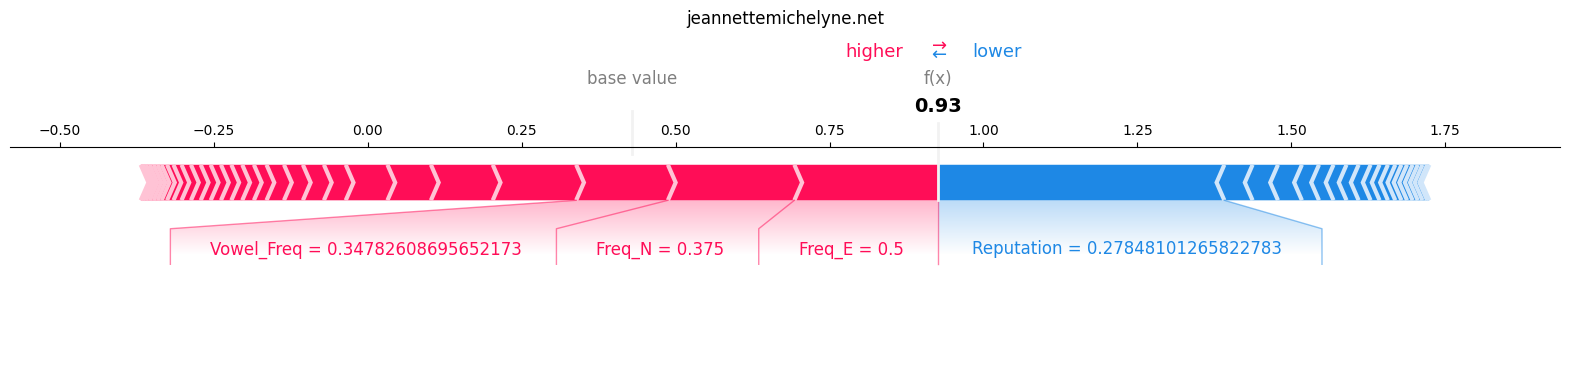 jeannettemichelyne.net
higher ⇄ lower
base value f(x)
0.93
−0.50 −0.25 0.00 0.25 0.50 0.75 1.00 1.25 1.50 1.75
Vowel_Freq = 0.34782608695652173 Freq_N = 0.375 Freq_E = 0.5 Reputation = 0.27848101265822783